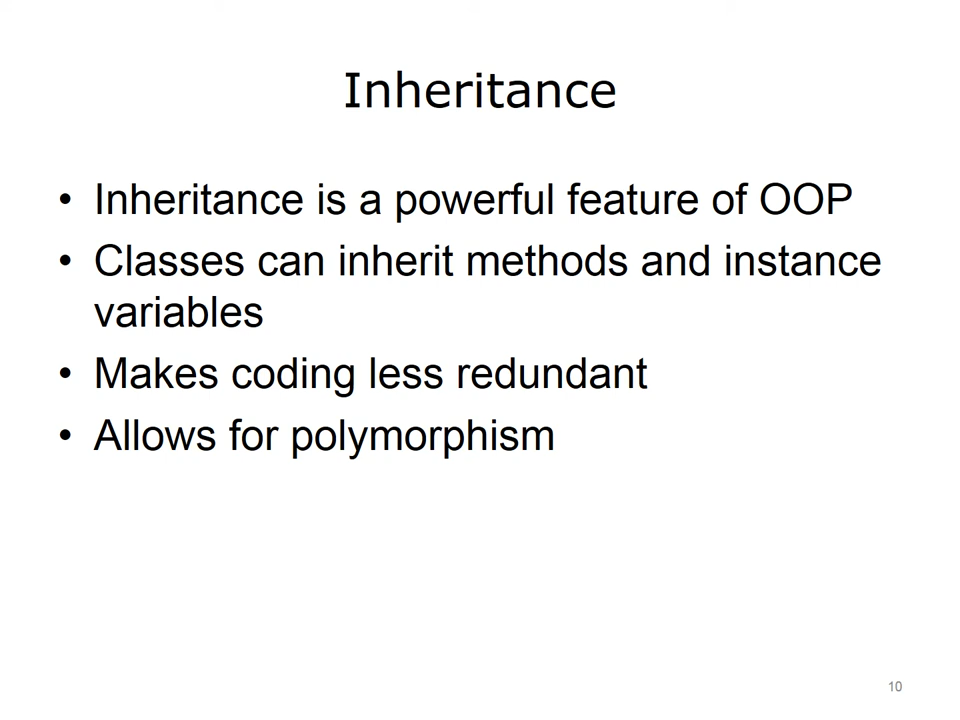 Inheritance
• Inheritance is a powerful feature of OOP
• Classes can inherit methods and instance
variables
• Makes coding less redundant
• Allows for polymorphism
10